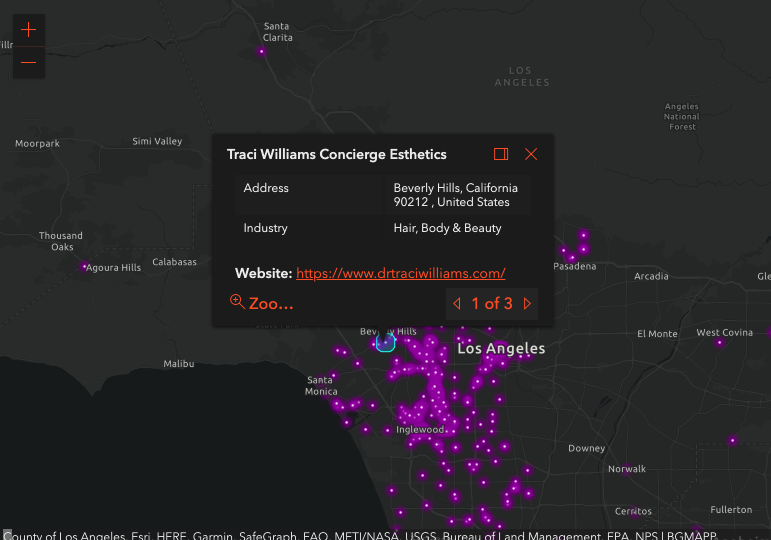 Santa
Clarita
LOS
ANGELES
Angeles
National
Forest
Moorpark
Simi Valley
Traci Williams Concierge Esthetics
Address
Beverly Hills, California
90212 , United States
Industry
Hair, Body & Beauty
Thousand
Oaks
Agoura Hills
Calabasas
Website: https://www.drtraciwilliams.com/
Zoo...
1 of 3
Pasadena
Arcadia
Gle
Beverly Hills
Los Angeles
El Monte
West Covina
Malibu
Santa
Monica
Inglewood
Downey
Norwalk
Cerritos
Fullerton
County of Los Angeles, Esri, HERE, Garmin, SafeGraph, FAO, METI/NASA, USGS, Bureau of Land Management, EPA, NPS | BGMAPP